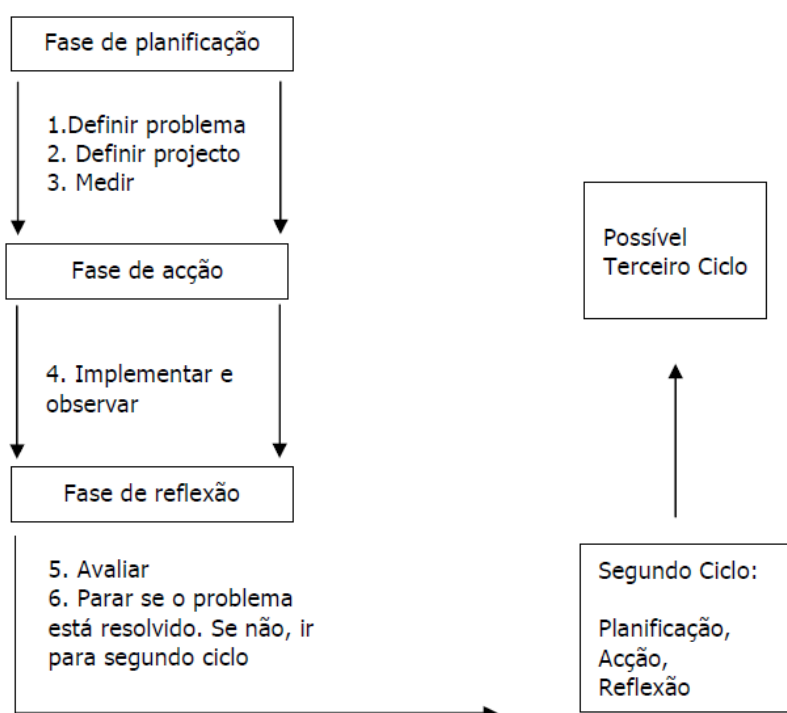 Fase de planificação
1.Definir problema
2. Definir projecto
3. Medir
Fase de acção
4. Implementar e
observar
Fase de reflexão
5. Avaliar
6. Parar se o problema
está resolvido. Se não, ir
para segundo ciclo
Segundo Ciclo:
Planificação,
Acção,
Reflexão
Possível
Terceiro Ciclo